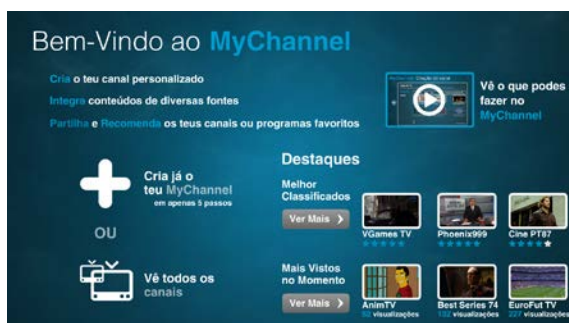 Bem-Vindo ao MyChannel
Cria o teu canal personalizado
Integra conteúdos de diversas fontes
Partilha e Recomenda os teus canais ou programas favoritos
Vê o que podes
fazer no
MyChannel
Cria já o
teu MyChannel
em apenas 5 passos
OU
Vê todos os
canais
Destaques
Melhor
Classificados
Ver Mais
VGames TV
Phoenix999
Cine PT87
Mais Vistos
no Momento
Ver Mais
AnimTV
visualizações
Best Series 74
132 visualizações
EuroFut TV
227 visualizações